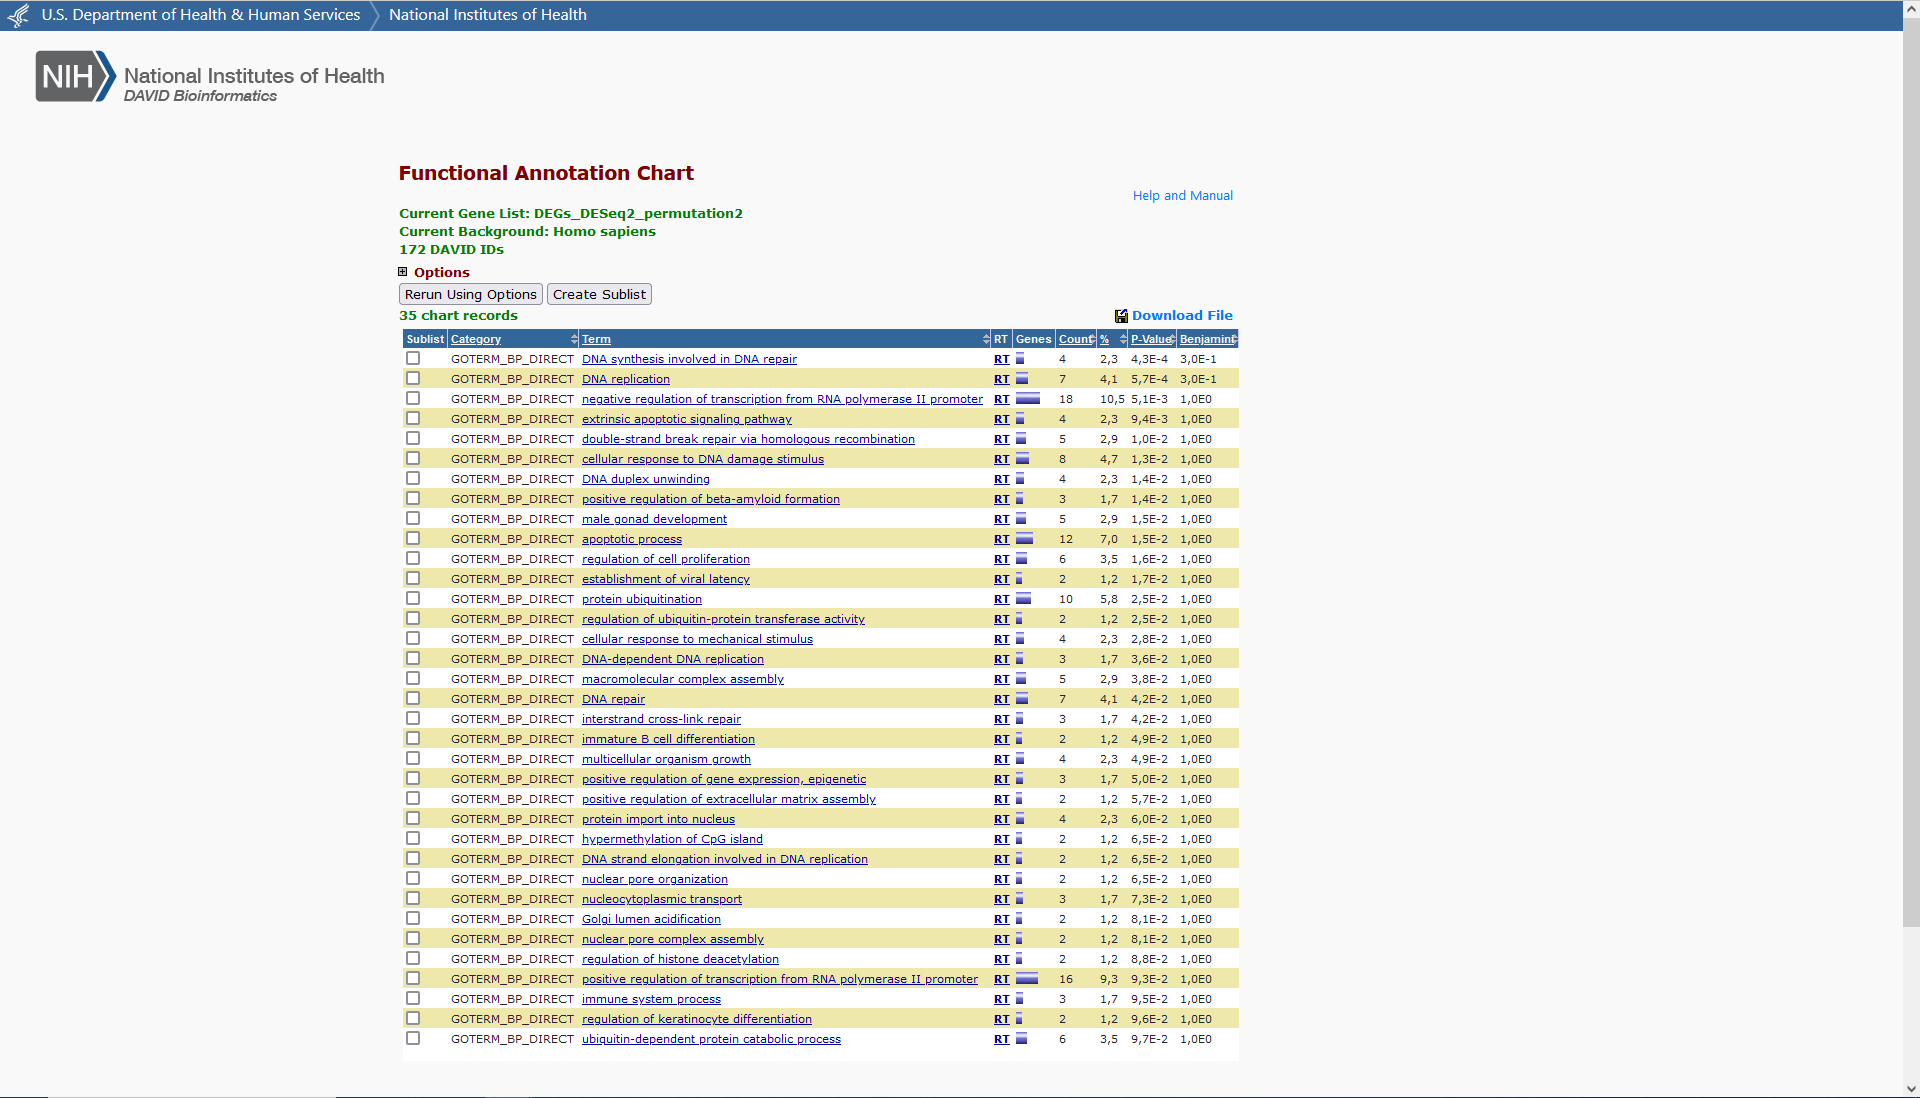 U.S. Department of Health & Human Services National Institutes of Health
NIH National Institutes of Health
DAVID Bioinformatics
Functional Annotation Chart
Help and Manual
Current Gene List: DEGs_DESeq2_permutation2
Current Background: Homo sapiens
172 DAVID IDs
Options
Rerun Using Options Create Sublist
35 chart records Download File
Sublist Category Term RT Genes Count % P-Value Benjamini
GOTERM_BP_DIRECT DNA synthesis involved in DNA repair RT 4 2,3 4,3E-4 3,0E-1
GOTERM_BP_DIRECT DNA replication RT 7 4,1 5,7E-4 3,0E-1
GOTERM_BP_DIRECT negative regulation of transcription from RNA polymerase II promoter RT 18 10,5 5,1E-3 1,0E0
GOTERM_BP_DIRECT extrinsic apoptotic signaling pathway RT 4 2,3 9,4E-3 1,0E0
GOTERM_BP_DIRECT double-strand break repair via homologous recombination RT 5 2,9 1,0E-2 1,0E0
GOTERM_BP_DIRECT cellular response to DNA damage stimulus RT 8 4,7 1,3E-2 1,0E0
GOTERM_BP_DIRECT DNA duplex unwinding RT 4 2,3 1,4E-2 1,0E0
GOTERM_BP_DIRECT positive regulation of beta-amyloid formation RT 3 1,7 1,4E-2 1,0E0
GOTERM_BP_DIRECT male gonad development RT 5 2,9 1,5E-2 1,0E0
GOTERM_BP_DIRECT apoptotic process RT 12 7,0 1,5E-2 1,0E0
GOTERM_BP_DIRECT regulation of cell proliferation RT 6 3,5 1,6E-2 1,0E0
GOTERM_BP_DIRECT establishment of viral latency RT 2 1,2 1,7E-2 1,0E0
GOTERM_BP_DIRECT protein ubiquitination RT 10 5,8 2,5E-2 1,0E0
GOTERM_BP_DIRECT regulation of ubiquitin-protein transferase activity RT 2 1,2 2,5E-2 1,0E0
GOTERM_BP_DIRECT cellular response to mechanical stimulus RT 4 2,3 2,8E-2 1,0E0
GOTERM_BP_DIRECT DNA-dependent DNA replication RT 3 1,7 3,6E-2 1,0E0
GOTERM_BP_DIRECT macromolecular complex assembly RT 5 2,9 3,8E-2 1,0E0
GOTERM_BP_DIRECT DNA repair RT 7 4,1 4,2E-2 1,0E0
GOTERM_BP_DIRECT interstrand cross-link repair RT 3 1,7 4,2E-2 1,0E0
GOTERM_BP_DIRECT immature B cell differentiation RT 2 1,2 4,9E-2 1,0E0
GOTERM_BP_DIRECT multicellular organism growth RT 4 2,3 4,9E-2 1,0E0
GOTERM_BP_DIRECT positive regulation of gene expression, epigenetic RT 3 1,7 5,0E-2 1,0E0
GOTERM_BP_DIRECT positive regulation of extracellular matrix assembly RT 2 1,2 5,7E-2 1,0E0
GOTERM_BP_DIRECT protein import into nucleus RT 4 2,3 6,0E-2 1,0E0
GOTERM_BP_DIRECT hypermethylation of CpG island RT 2 1,2 6,5E-2 1,0E0
GOTERM_BP_DIRECT DNA strand elongation involved in DNA replication RT 2 1,2 6,5E-2 1,0E0
GOTERM_BP_DIRECT nuclear pore organization RT 2 1,2 6,5E-2 1,0E0
GOTERM_BP_DIRECT nucleocytoplasmic transport RT 3 1,7 7,3E-2 1,0E0
GOTERM_BP_DIRECT Golgi lumen acidification RT 2 1,2 8,1E-2 1,0E0
GOTERM_BP_DIRECT nuclear pore complex assembly RT 2 1,2 8,1E-2 1,0E0
GOTERM_BP_DIRECT regulation of histone deacetylation RT 2 1,2 8,8E-2 1,0E0
GOTERM_BP_DIRECT positive regulation of transcription from RNA polymerase II promoter RT 16 9,3 9,3E-2 1,0E0
GOTERM_BP_DIRECT immune system process RT 3 1,7 9,5E-2 1,0E0
GOTERM_BP_DIRECT regulation of keratinocyte differentiation RT 2 1,2 9,6E-2 1,0E0
GOTERM_BP_DIRECT ubiquitin-dependent protein catabolic process RT 6 3,5 9,7E-2 1,0E0